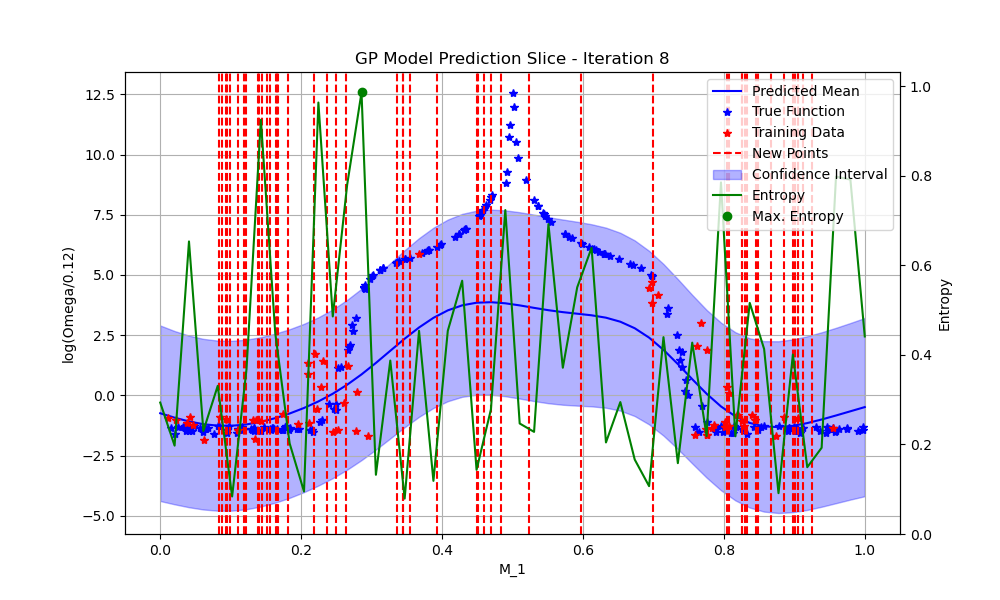 GP Model Prediction Slice - Iteration 8
12.5
10.0
7.5
5.0
2.5
0.0
−2.5
−5.0
log(Omega/0.12)
0.0
0.2
0.4
0.6
0.8
1.0
M_1
1.0
0.8
0.6
0.4
0.2
0.0
Entropy
Predicted Mean
True Function
Training Data
New Points
Confidence Interval
Entropy
Max. Entropy